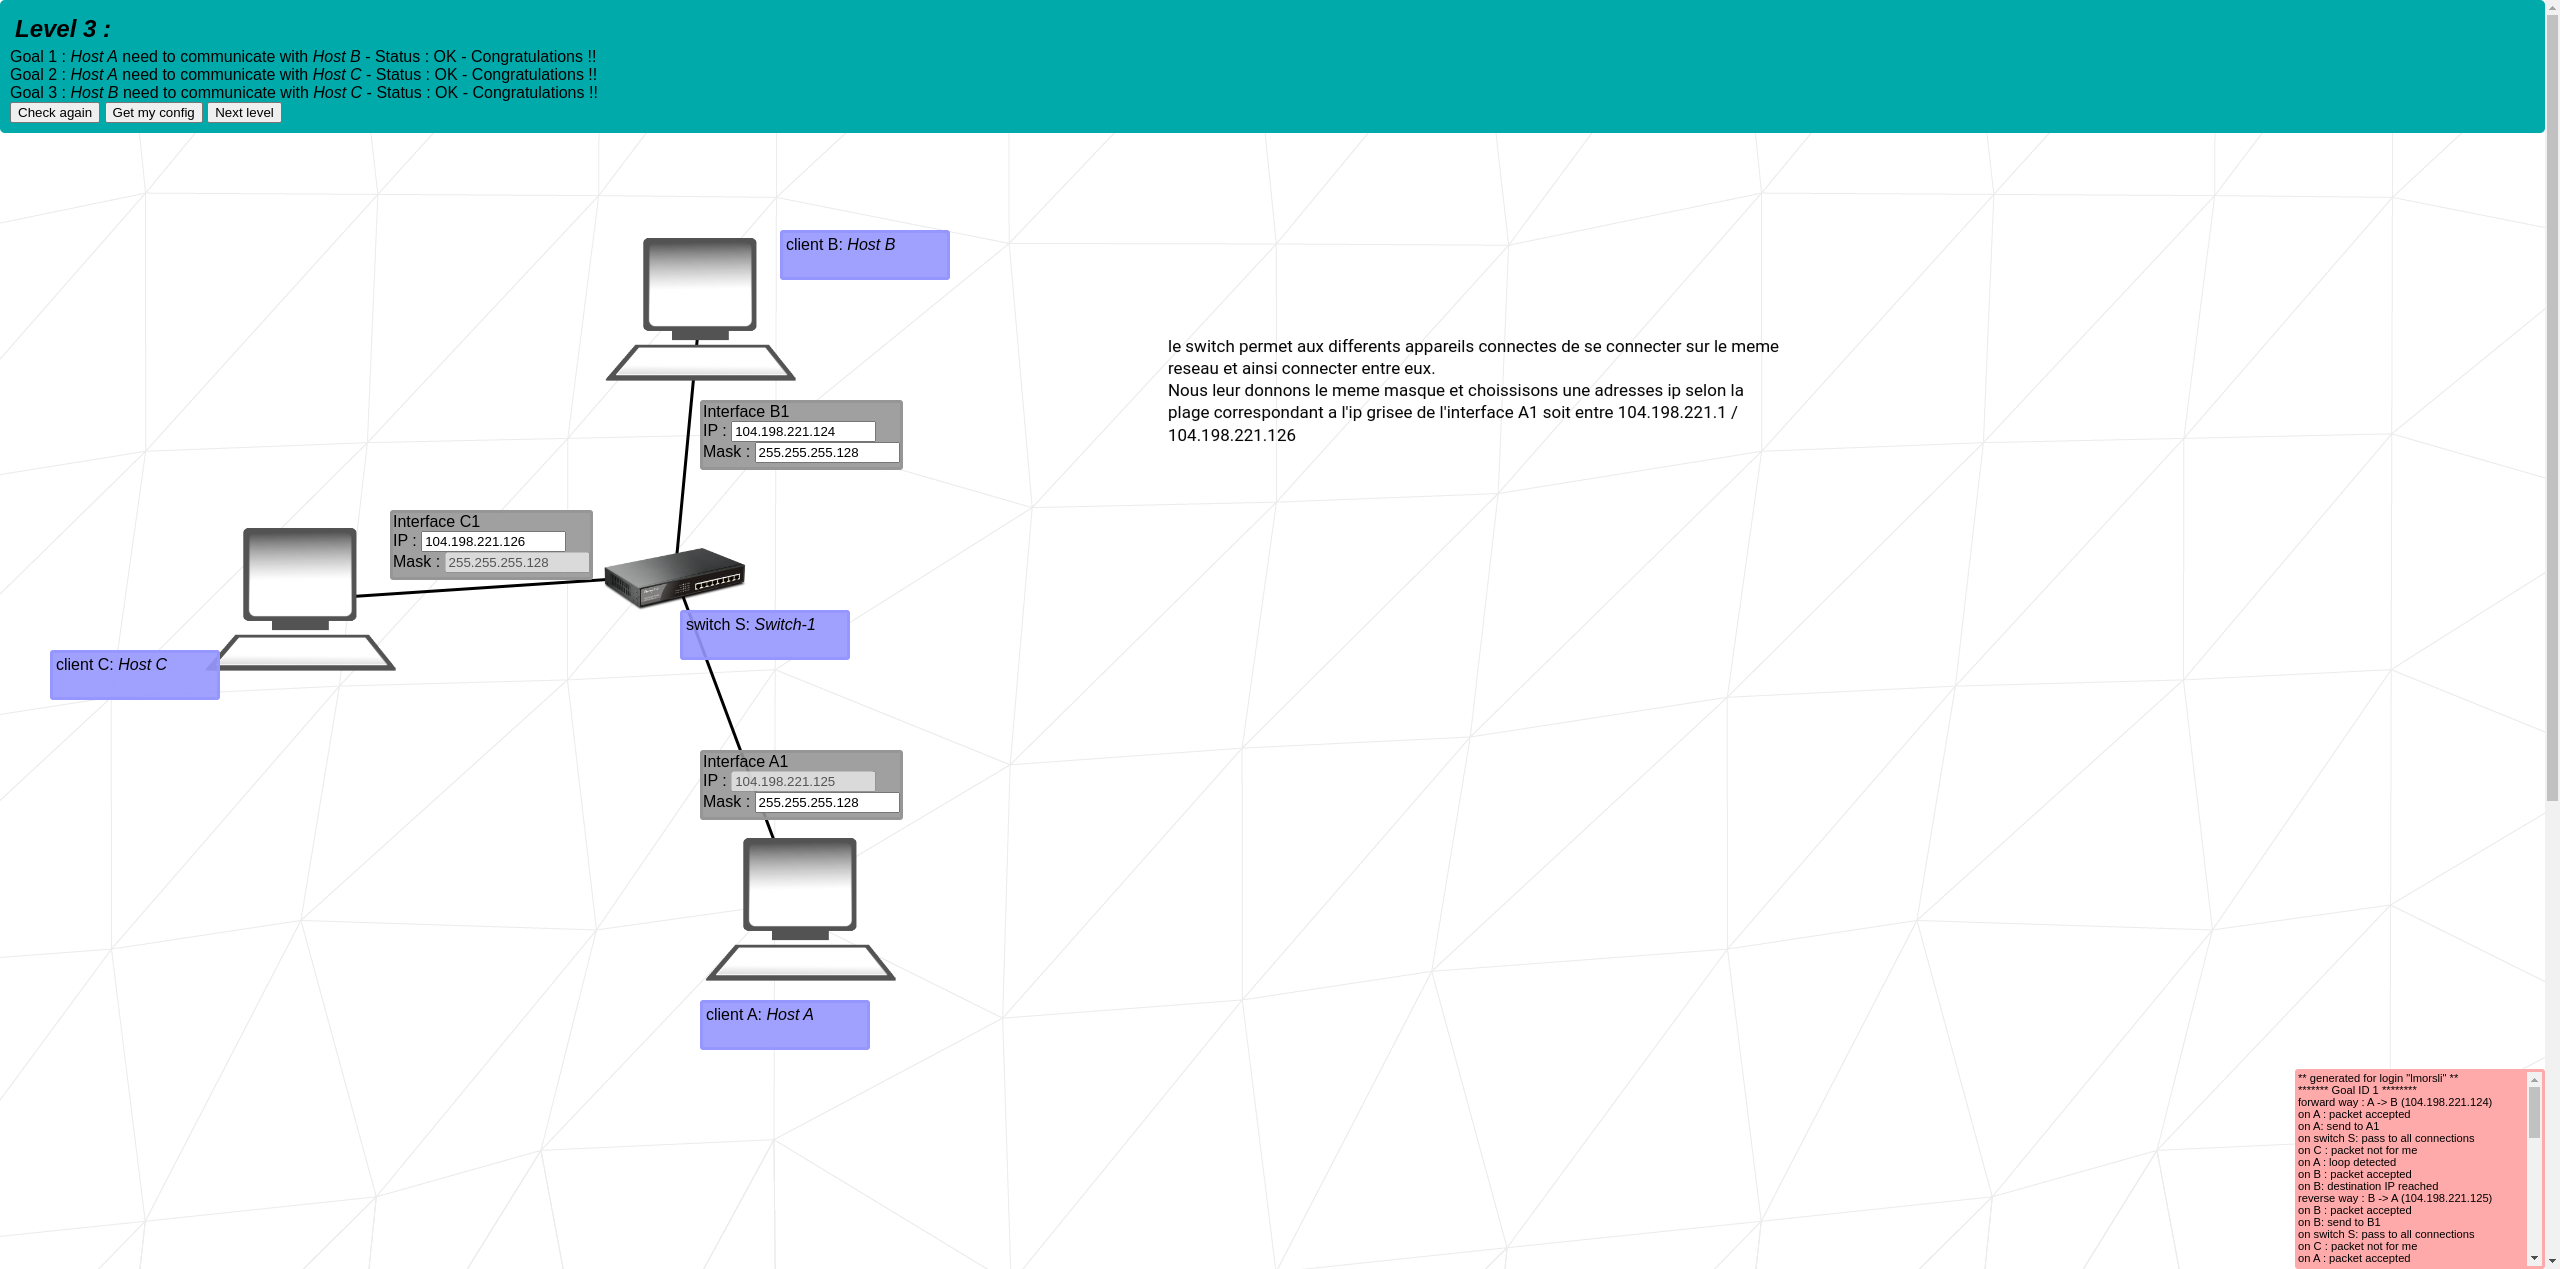 Level 3 :
Goal 1 : Host A need to communicate with Host B - Status : OK - Congratulations !!
Goal 2 : Host A need to communicate with Host C - Status : OK - Congratulations !!
Goal 3 : Host B need to communicate with Host C - Status : OK - Congratulations !!
Check again Get my config Next level
client B: Host B
le switch permet aux differents appareils connectes de se connecter sur le meme
reseau et ainsi connecter entre eux.
Nous leur donnons le meme masque et choissisons une adresses ip selon la
plage correspondant a l'ip grisee de l'interface A1 soit entre 104.198.221.1 /
104.198.221.126
Interface B1
IP : 104.198.221.124
Mask : 255.255.255.128
Interface C1
IP : 104.198.221.126
Mask : 255.255.255.128
switch S: Switch-1
client C: Host C
Interface A1
IP : 104.198.221.125
Mask : 255.255.255.128
client A: Host A
** generated for login "lmorsli" **
******* Goal ID 1 ********
forward way : A -> B (104.198.221.124)
on A : packet accepted
on A: send to A1
on switch S: pass to all connections
on C : packet not for me
on A : loop detected
on B : packet accepted
on B: destination IP reached
reverse way : B -> A (104.198.221.125)
on B : packet accepted
on B: send to B1
on switch S: pass to all connections
on C : packet not for me
on A : packet accepted